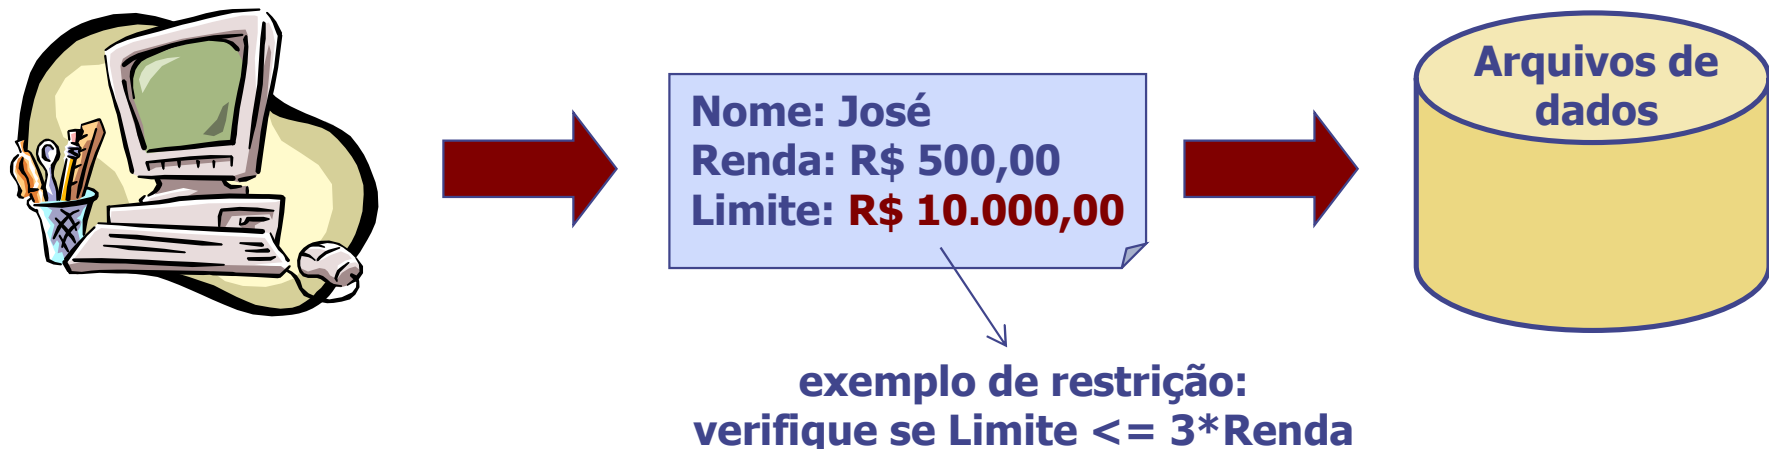 Nome: José
Renda: R$ 500,00
Limite: R$ 10.000,00
Arquivos de
dados
exemplo de restrição:
verifique se Limite <= 3*Renda